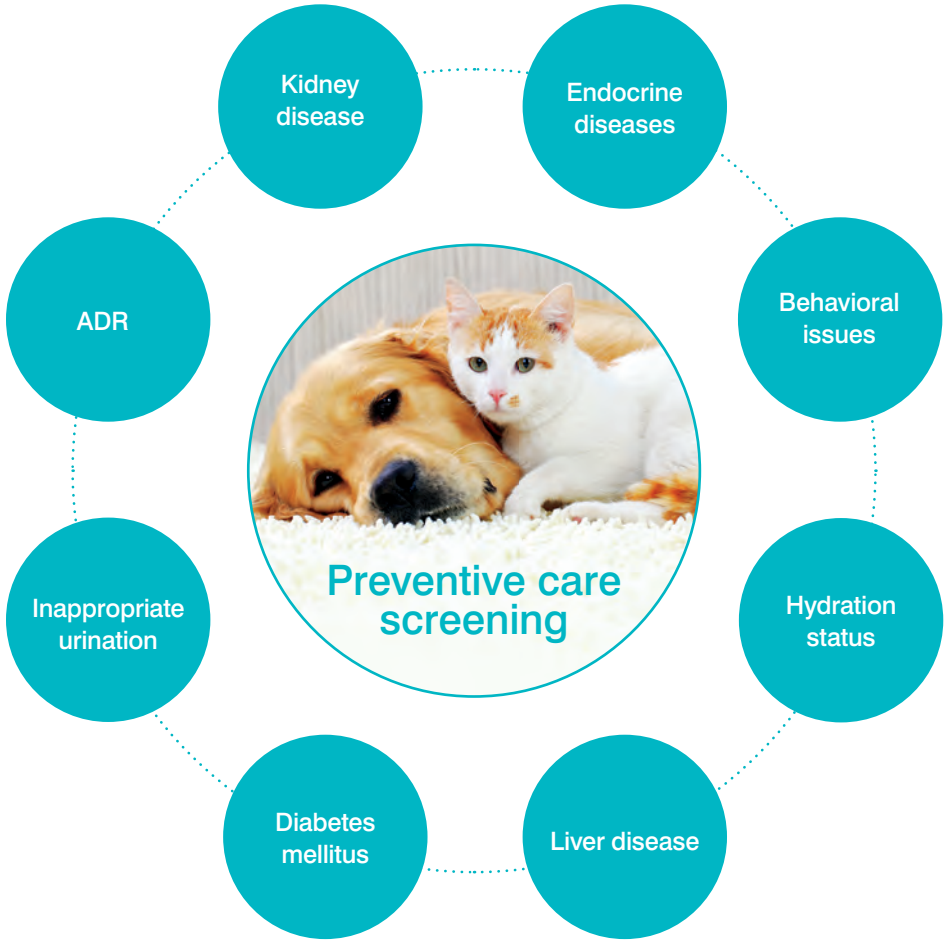 Kidney
disease
Endocrine
diseases
ADR
Behavioral
issues
Preventive care
screening
Inappropriate
urination
Hydration
status
Diabetes
mellitus
Liver disease